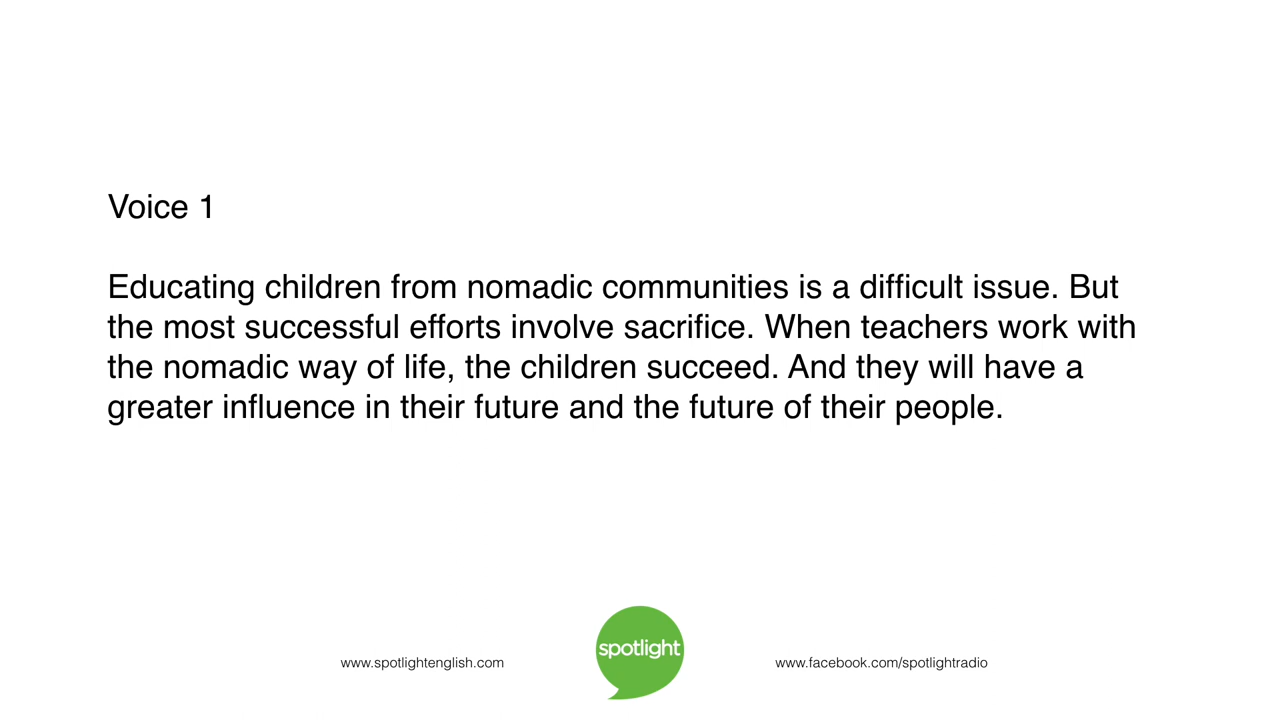 Voice 1
Educating children from nomadic communities is a difficult issue. But
the most successful efforts involve sacrifice. When teachers work with
the nomadic way of life, the children succeed. And they will have a
greater influence in their future and the future of their people.
www.spotlightenglish.com
spotlight
www.facebook.com/spotlightradio